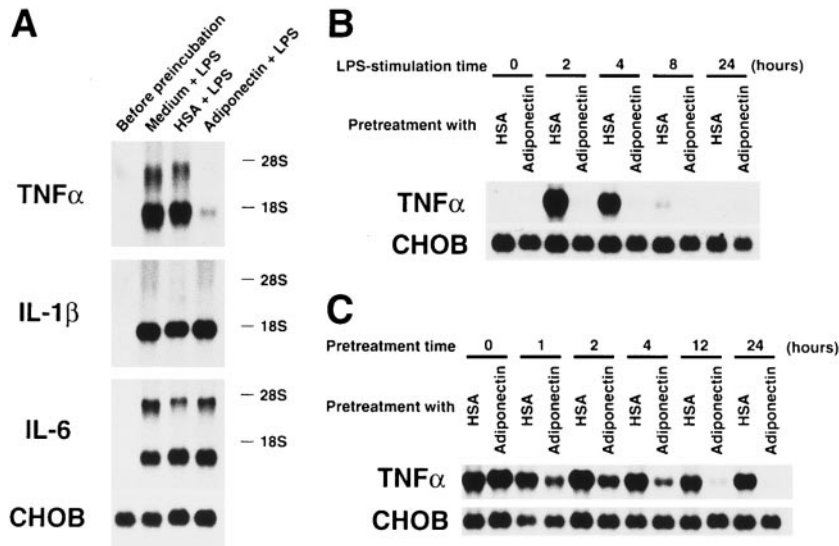 A
Before preincubation
Medium + LPS
HSA + LPS
Adiponectin + LPS
TNFα
28S
18S
IL-1β
28S
18S
IL-6
28S
18S
CHOB
B
LPS-stimulation time 0 2 4 8 24 (hours)
Pretreatment with HSA Adiponectin HSA Adiponectin HSA Adiponectin HSA Adiponectin HSA Adiponectin
TNFα
CHOB
C
Pretreatment time 0 1 2 4 12 24 (hours)
Pretreatment with HSA Adiponectin HSA Adiponectin HSA Adiponectin HSA Adiponectin HSA Adiponectin HSA Adiponectin
TNFα
CHOB